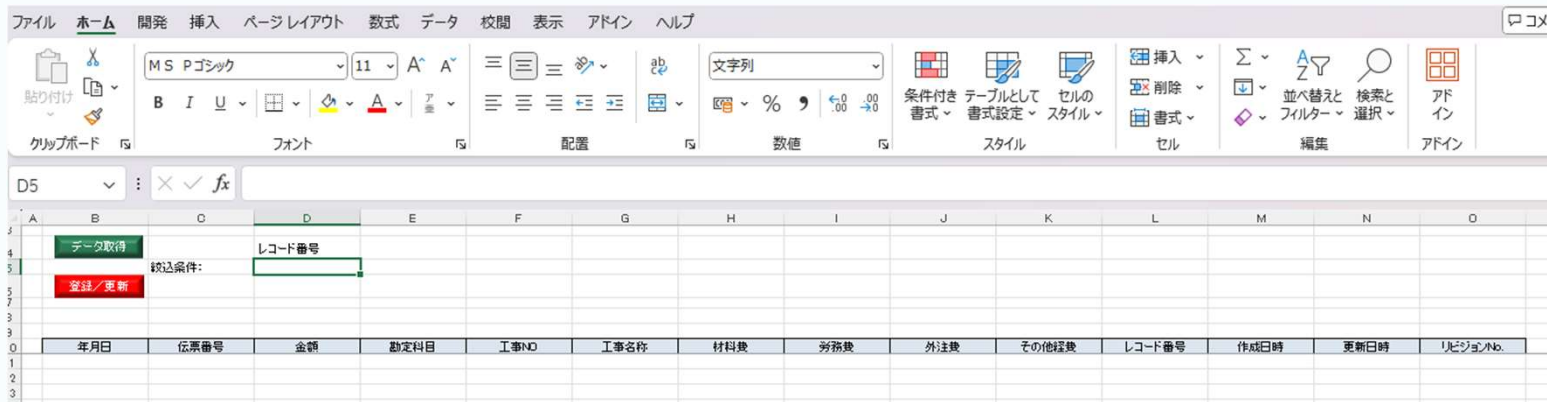 ファイル ホーム 開発 挿入 ページ レイアウト 数式 データ 校閲 表示 アドイン ヘルプ
MS Pゴシック 11 A^ A˅ ab c 文字列 挿入 Σ A Z
貼り付け B I U A ア 亜 % 9 .00 条件付き 書式 テーブルとして 書式設定 セルの スタイル 削除 書式 並べ替えと フィルター 検索と 選択 アド イン
クリップボード フォント 配置 数値 スタイル セル 編集 アドイン
D5 fx
A B C D E F G H I J K L M N O
データ取得 レコード番号
絞込条件:
登録/更新
年月日 伝票番号 金額 勘定科目 工事NO 工事名称 材料費 労務費 外注費 その他経費 レコード番号 作成日時 更新日時 リビジョンNo.